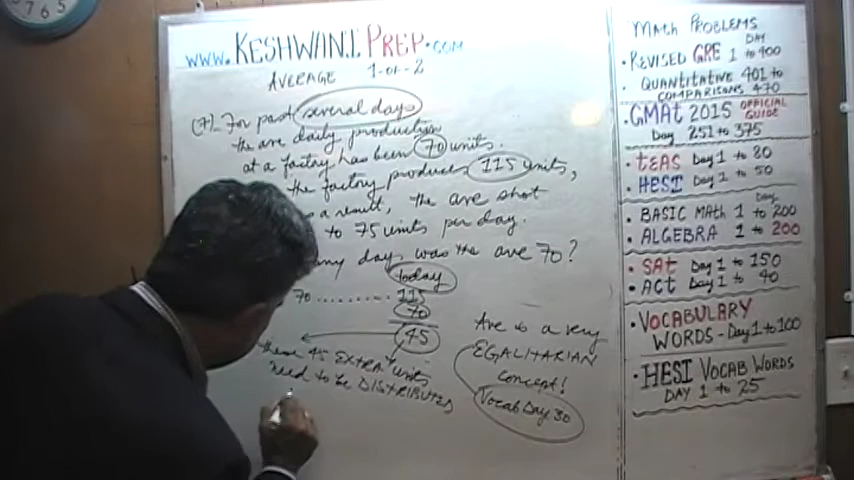 www.KESHWANIPREP.COM
AVERAGE 1-of-2
(7). For past several days
the ave daily production
at a factory has been 70 units.
the factory produces 115 units,
a result, the ave shot
to 75 units per day.
many days was the ave 70?
today
70 ......... 115
70
45
these 45 EXTRA units
need to be DISTRIBUTED
Ave is a very
EGALITARIAN
concept!
Vocab Day 30
MATH PROBLEMS
DAY
• REVISED GRE 1 to 400
• QUANTITATIVE 401 to
COMPARISONS 470
• GMAT 2015 OFFICIAL GUIDE
Day 251 to 375
• TEAS Day 1 to 80
• HESI Day 1 to 50
Day
• BASIC MATH 1 to 200
• ALGEBRA 1 to 200
• SAT Day 1 to 150
• ACT Day 1 to 40
• VOCABULARY
WORDS - Day 1 to 100
• HESI VOCAB WORDS
DAY 1 to 25